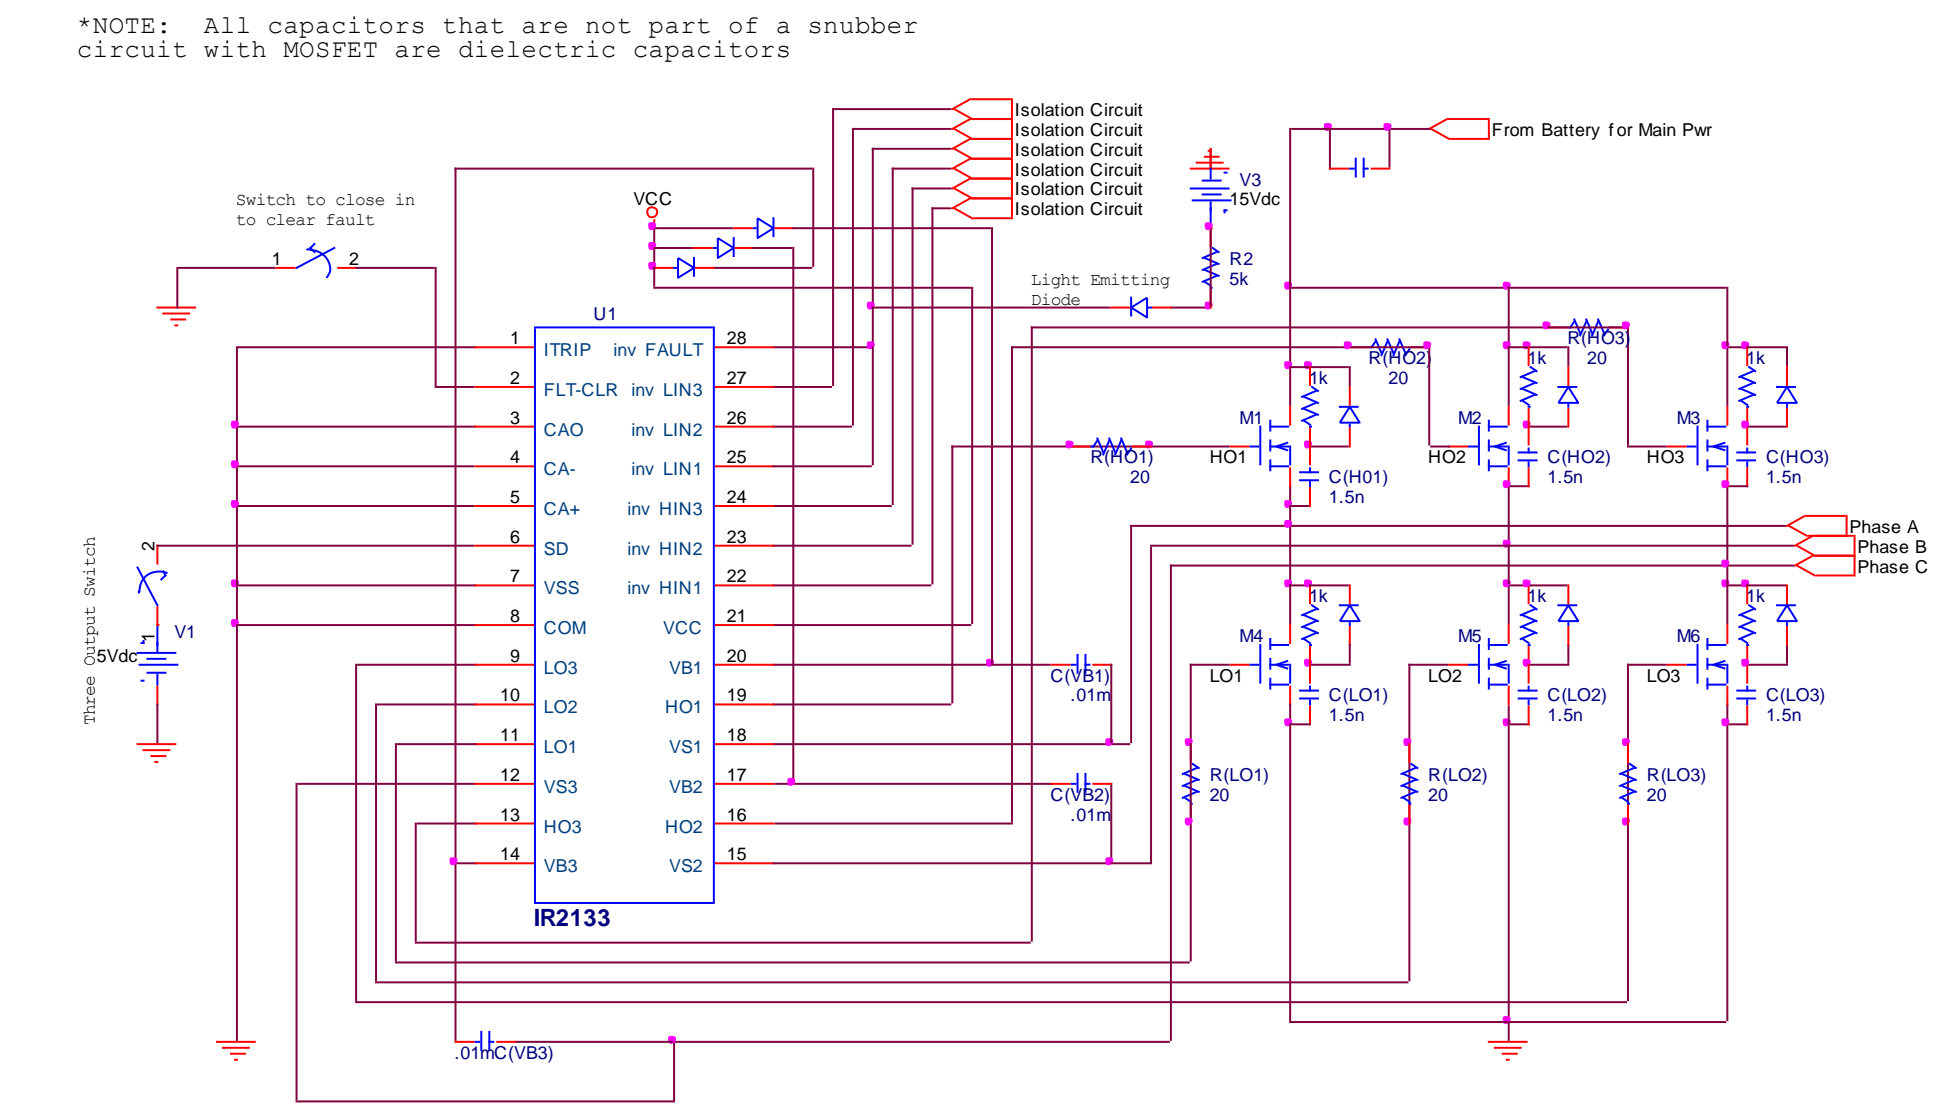 *NOTE:  All capacitors that are not part of a snubber
circuit with MOSFET are dielectric capacitors
Isolation Circuit
Isolation Circuit
Isolation Circuit
Isolation Circuit
Isolation Circuit
Isolation Circuit
From Battery for Main Pwr
V3
15Vdc
R2
5k
Switch to close in
to clear fault
1
2
VCC
Light Emitting
Diode
U1
1
2
3
4
5
6
7
8
9
10
11
12
13
14
ITRIP
FLT-CLR
CAO
CA-
CA+
SD
VSS
COM
LO3
LO2
LO1
VS3
HO3
VB3
inv FAULT
inv LIN3
inv LIN2
inv LIN1
inv HIN3
inv HIN2
inv HIN1
VCC
VB1
HO1
VS1
VB2
HO2
VS2
28
27
26
25
24
23
22
21
20
19
18
17
16
15
IR2133
Three Output Switch
2
1
V1
5Vdc
C(VB1)
.01m
C(VB2)
.01m
.01m
C(VB3)
R(HO1)
20
R(HO2)
20
R(HO3)
20
M1
HO1
1k
C(H01)
1.5n
M2
HO2
1k
C(HO2)
1.5n
M3
HO3
1k
C(HO3)
1.5n
Phase A
Phase B
Phase C
M4
LO1
1k
C(LO1)
1.5n
M5
LO2
1k
C(LO2)
1.5n
M6
LO3
1k
C(LO3)
1.5n
R(LO1)
20
R(LO2)
20
R(LO3)
20